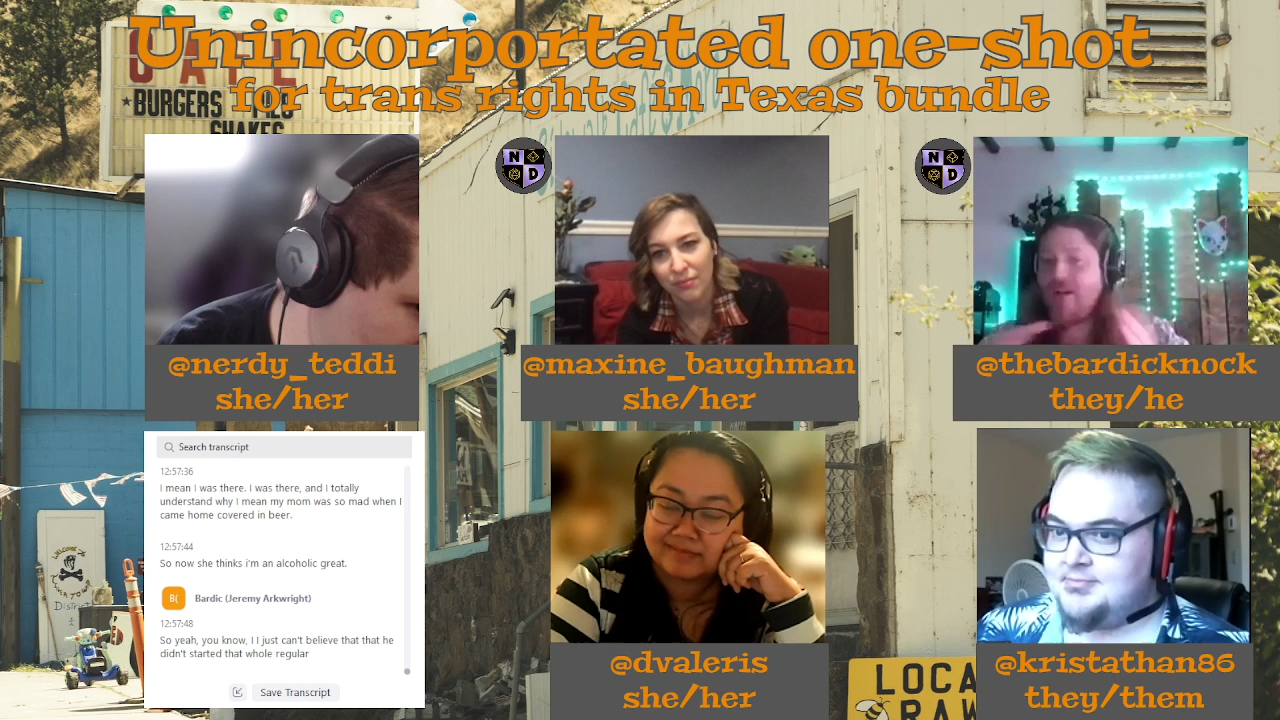 Unincorportated one-shot
for trans rights in Texas bundle
CAFE
★BURGERS PIES
SHAKES
N
D
N
D
@nerdy_teddi
she/her
@maxine_baughman
she/her
@thebardicknock
they/he
Search transcript
12:57:36
I mean I was there. I was there, and I totally
understand why I mean my mom was so mad when I
came home covered in beer.
12:57:44
So now she thinks i'm an alcoholic great.
B(
Bardic (Jeremy Arkwright)
12:57:48
So yeah, you know, I I just can't believe that that he
didn't started that whole regular
Save Transcript
@dvaleris
she/her
@kristathan86
they/them
WELCOME
District
LOCA
RAW